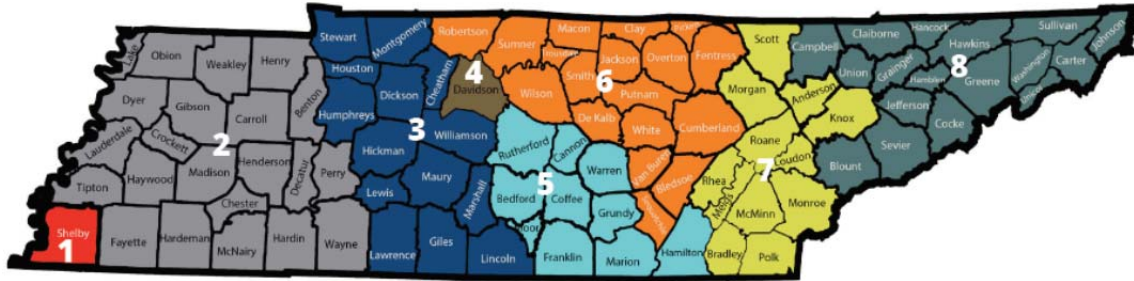 Lake
Obion
Weakley
Henry
Dyer
Gibson
Carroll
Benton
Lauderdale
Crockett
2
Madison
Henderson
Decatur
Perry
Tipton
Haywood
Chester
Shelby
1
Fayette
Hardeman
McNairy
Hardin
Wayne
Stewart
Montgomery
Houston
Dickson
Cheatham
Humphreys
3
Williamson
Hickman
Maury
Lewis
Marshall
Lawrence
Giles
Lincoln
4
Davidson
Robertson
Sumner
Macon
Clay
Jackson
Overton
Fentress
Smith
6
Wilson
Putnam
De Kalb
White
Cumberland
Van Buren
Bledsoe
Rutherford
Cannon
Warren
5
Bedford
Coffee
Grundy
Franklin
Marion
Hamilton
Scott
Morgan
Anderson
Knox
Roane
Loudon
7
Rhea
Meigs
McMinn
Monroe
Bradley
Polk
Campbell
Claiborne
Hancock
Hawkins
Sullivan
Johnson
Union
Grainger
Hamblen
8
Greene
Washington
Carter
Jefferson
Cocke
Sevier
Blount